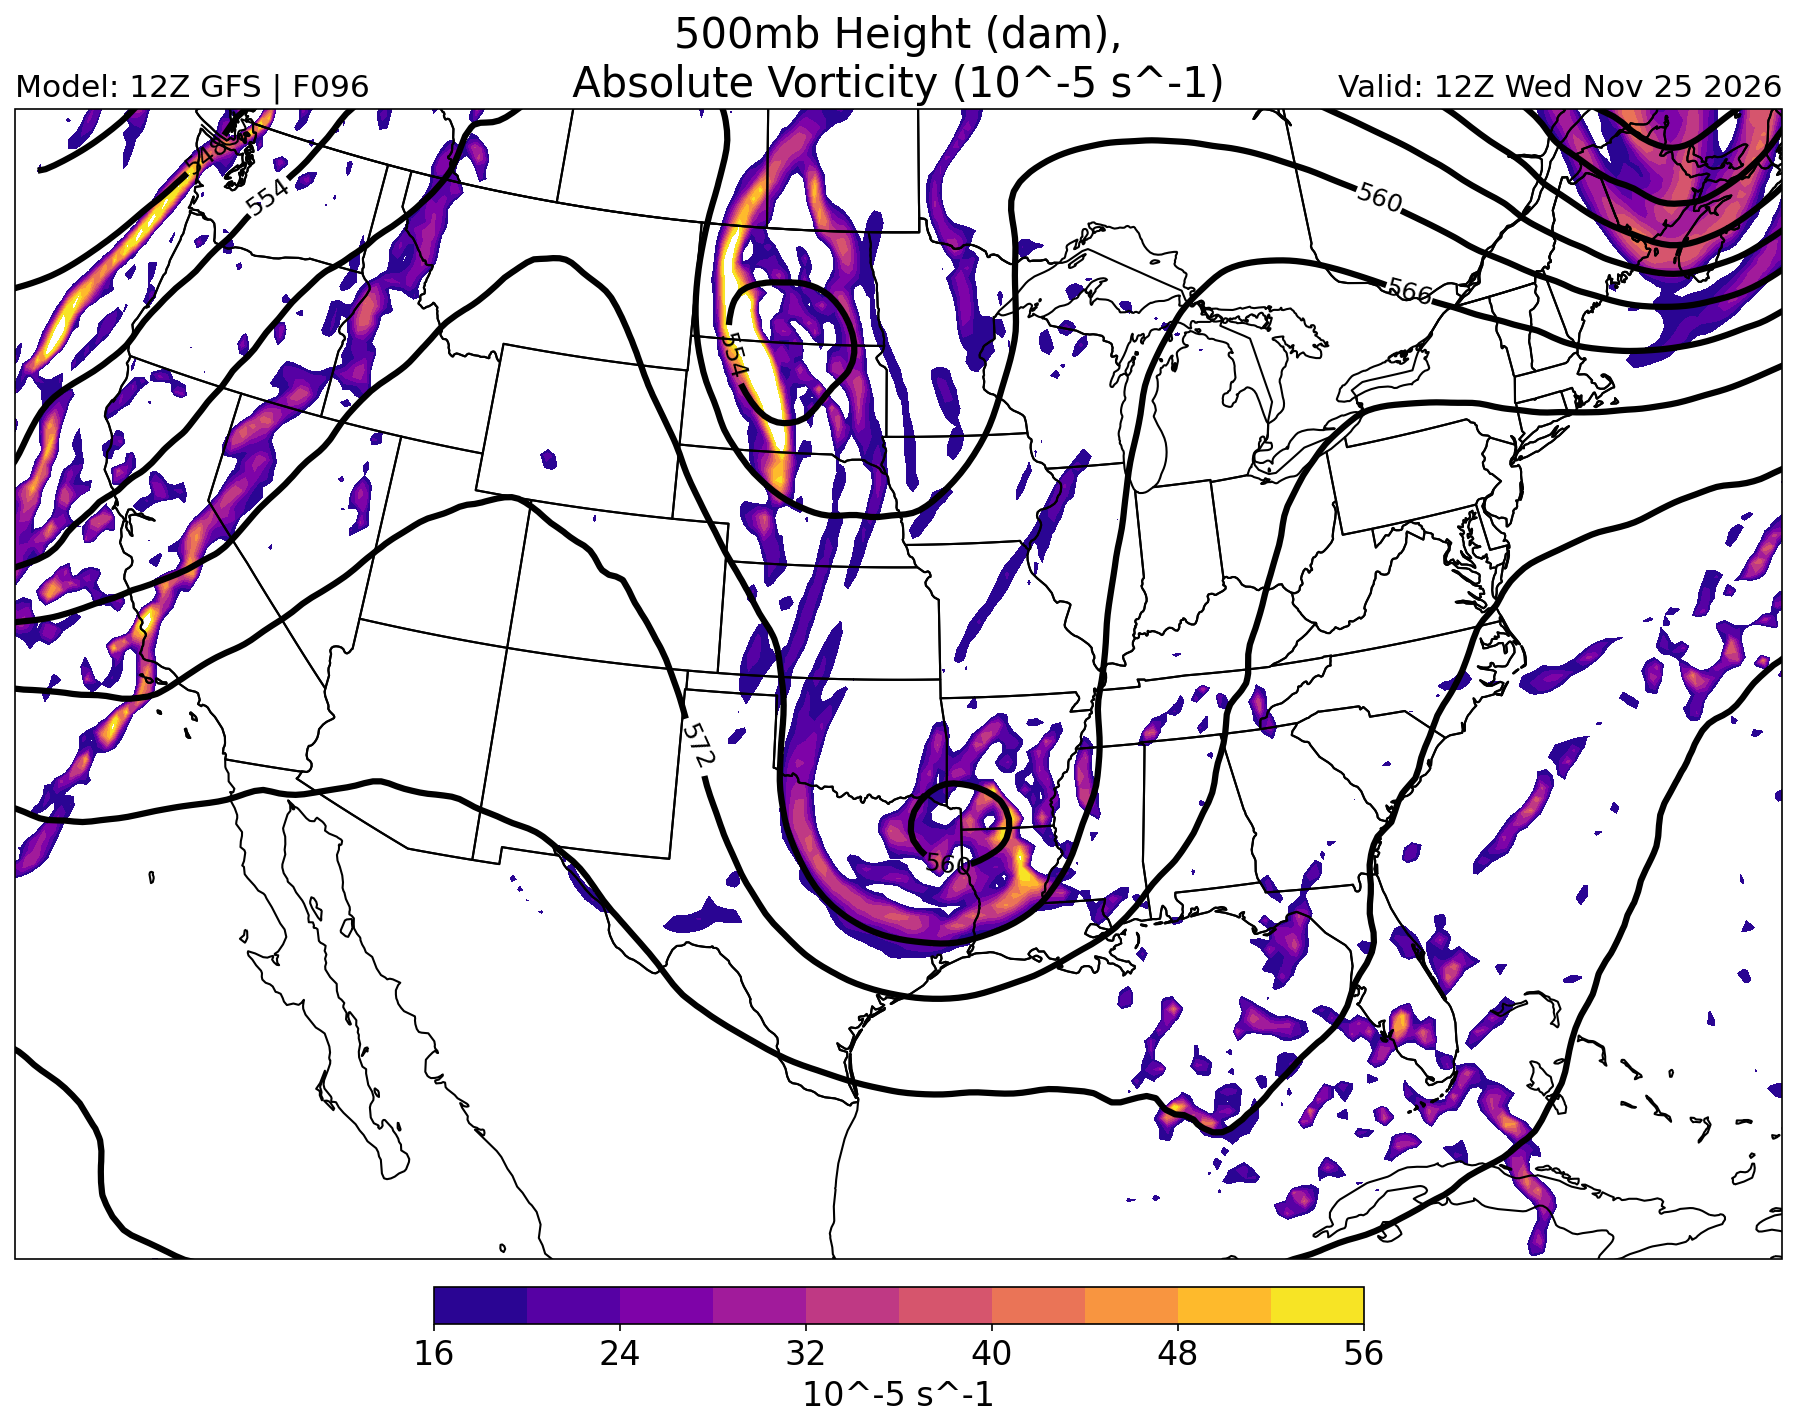 500mb Height (dam),
Model: 12Z GFS | F096
Absolute Vorticity (10^-5 s^-1)
Valid: 12Z Wed Nov 25 2026
548
554
560
566
554
572
560
16 24 32 40 48 56
10^-5 s^-1